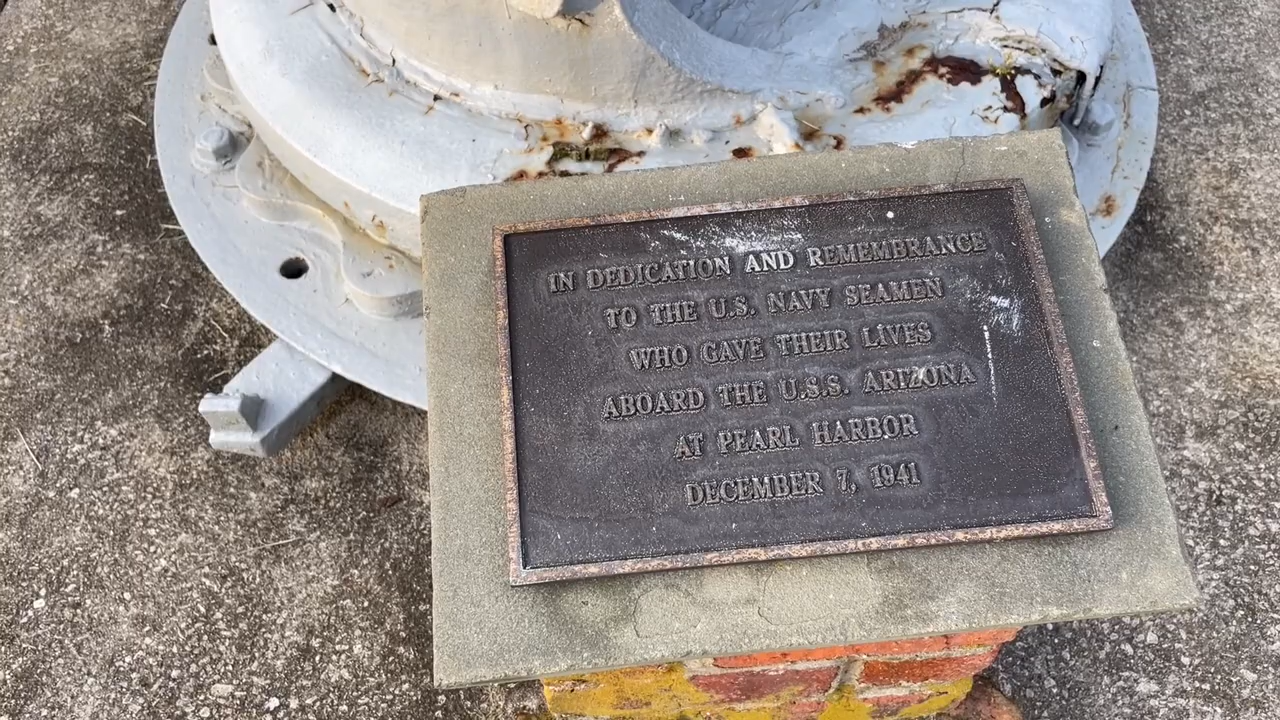 IN DEDICATION AND REMEMBRANCE
TO THE U.S. NAVY SEAMEN
WHO GAVE THEIR LIVES
ABOARD THE U.S.S. ARIZONA
AT PEARL HARBOR
DECEMBER 7, 1941